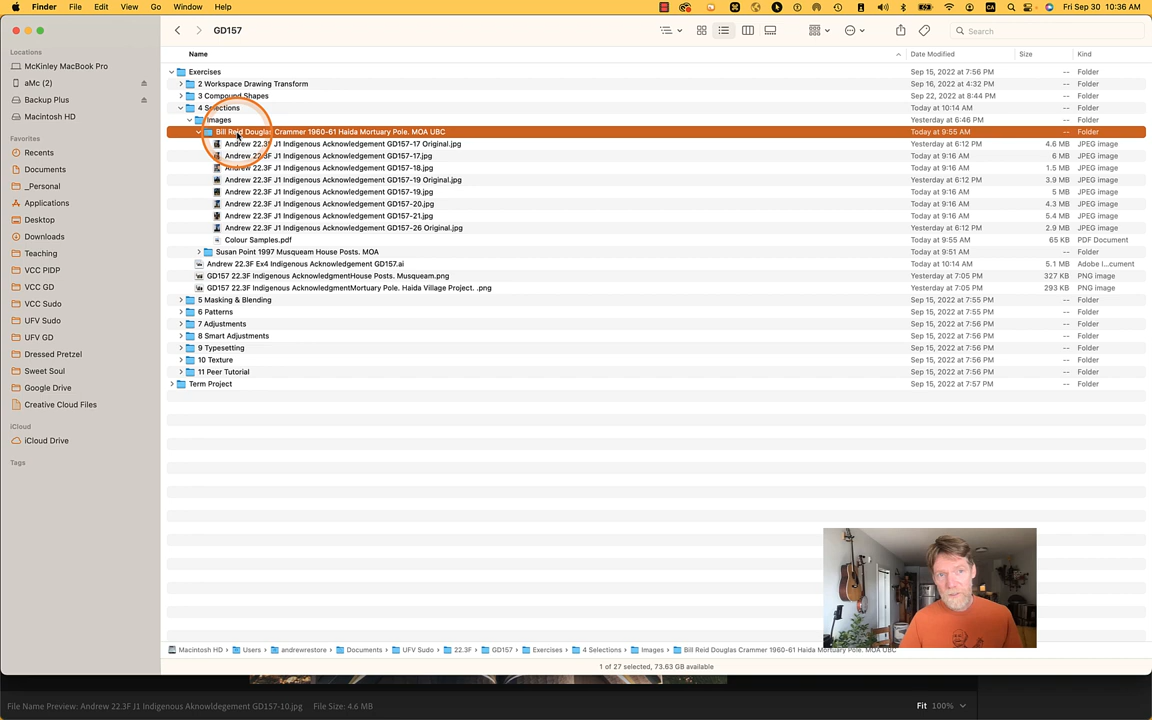 Finder File Edit View Go Window Help Fri Sep 30 10:36 AM
GD157 Search
Name Date Modified Size Kind
Locations
McKinley MacBook Pro
aMc (2)
Backup Plus
Macintosh HD
Favorites
Recents
Documents
_Personal
Applications
Desktop
Downloads
Teaching
VCC PIDP
VCC GD
VCC Sudo
UFV Sudo
UFV GD
Dressed Pretzel
Sweet Soul
Google Drive
Creative Cloud Files
iCloud
iCloud Drive
Tags
Exercises Sep 15, 2022 at 7:56 PM -- Folder
2 Workspace Drawing Transform Sep 16, 2022 at 4:32 PM -- Folder
3 Compound Shapes Sep 22, 2022 at 8:44 PM -- Folder
4 Selections Today at 10:14 AM -- Folder
Images Yesterday at 6:46 PM -- Folder
Bill Reid Douglas Crammer 1960-61 Haida Mortuary Pole. MOA UBC Today at 9:55 AM -- Folder
Andrew 22.3F J1 Indigenous Acknowledgement GD157-17 Original.jpg Yesterday at 6:12 PM 4.6 MB JPEG image
Andrew 22.3F J1 Indigenous Acknowledgement GD157-17.jpg Today at 9:16 AM 6 MB JPEG image
Andrew 22.3F J1 Indigenous Acknowledgement GD157-18.jpg Today at 9:16 AM 1.5 MB JPEG image
Andrew 22.3F J1 Indigenous Acknowledgement GD157-19 Original.jpg Yesterday at 6:12 PM 3.9 MB JPEG image
Andrew 22.3F J1 Indigenous Acknowledgement GD157-19.jpg Today at 9:16 AM 5 MB JPEG image
Andrew 22.3F J1 Indigenous Acknowledgement GD157-20.jpg Today at 9:16 AM 4.3 MB JPEG image
Andrew 22.3F J1 Indigenous Acknowledgement GD157-21.jpg Today at 9:16 AM 5.4 MB JPEG image
Andrew 22.3F J1 Indigenous Acknowledgement GD157-26 Original.jpg Yesterday at 6:12 PM 2.9 MB JPEG image
Colour Samples.pdf Today at 9:55 AM 65 KB PDF Document
Susan Point 1997 Musqueam House Posts. MOA Today at 9:51 AM -- Folder
Andrew 22.3F Ex4 Indigenous Acknowledgement GD157.ai Today at 10:14 AM 5.1 MB Adobe I...cument
GD157 22.3F Indigenous AcknowledgmentHouse Posts. Musqueam.png Yesterday at 7:05 PM 327 KB PNG image
GD157 22.3F Indigenous AcknowledgmentMortuary Pole. Haida Village Project. .png Yesterday at 7:05 PM 293 KB PNG image
5 Masking & Blending Sep 15, 2022 at 7:55 PM -- Folder
6 Patterns Sep 15, 2022 at 7:55 PM -- Folder
7 Adjustments Sep 15, 2022 at 7:56 PM -- Folder
8 Smart Adjustments Sep 15, 2022 at 7:56 PM -- Folder
9 Typesetting Sep 15, 2022 at 7:56 PM -- Folder
10 Texture Sep 15, 2022 at 7:56 PM -- Folder
11 Peer Tutorial Sep 15, 2022 at 7:56 PM -- Folder
Term Project Sep 15, 2022 at 7:57 PM -- Folder
Macintosh HD › Users › andrewrestore › Documents › UFV Sudo › 22.3F › GD157 › Exercises › 4 Selections › Images › Bill Reid Douglas Crammer 1960-61 Haida Mortuary Pole. MOA UBC
1 of 27 selected, 73.63 GB available
File Name Preview: Andrew 22.3F J1 Indigenous Aknowldegement GD157-10.jpg File Size: 4.6 MB Fit 100%